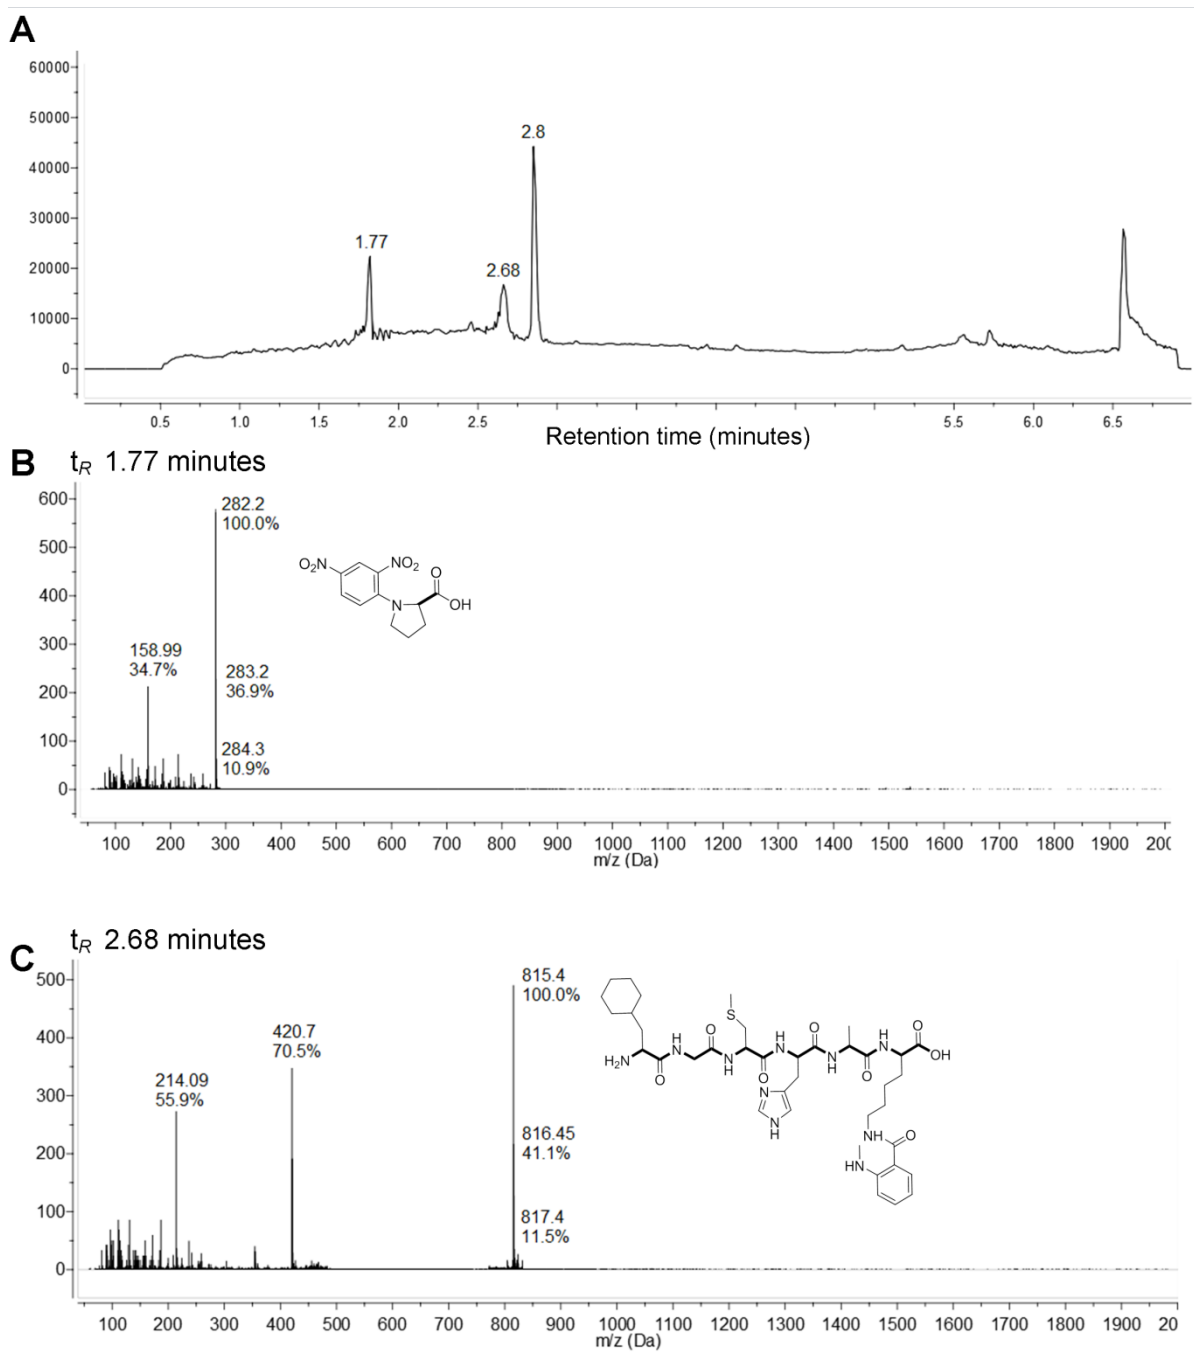 A
60000
50000
40000
30000
20000
10000
0
2.8
1.77
2.68
0.5 1.0 1.5 2.0 2.5 5.5 6.0 6.5
Retention time (minutes)
B tR 1.77 minutes
600
500
400
300
200
100
0
282.2
100.0%
158.99
34.7%
283.2
36.9%
284.3
10.9%
O2N NO2 O
N OH
100 200 300 400 500 600 700 800 900 1000 1100 1200 1300 1400 1500 1600 1700 1800 1900 200
m/z (Da)
C tR 2.68 minutes
500
400
300
200
100
0
815.4
100.0%
420.7
70.5%
214.09
55.9%
816.45
41.1%
817.4
11.5%
S
H
N O H
N O H
N O
OH
H2N O N
H O N
H O
N
N
H
NH O
HN
100 200 300 400 500 600 700 800 900 1000 1100 1200 1300 1400 1500 1600 1700 1800 1900 20
m/z (Da)